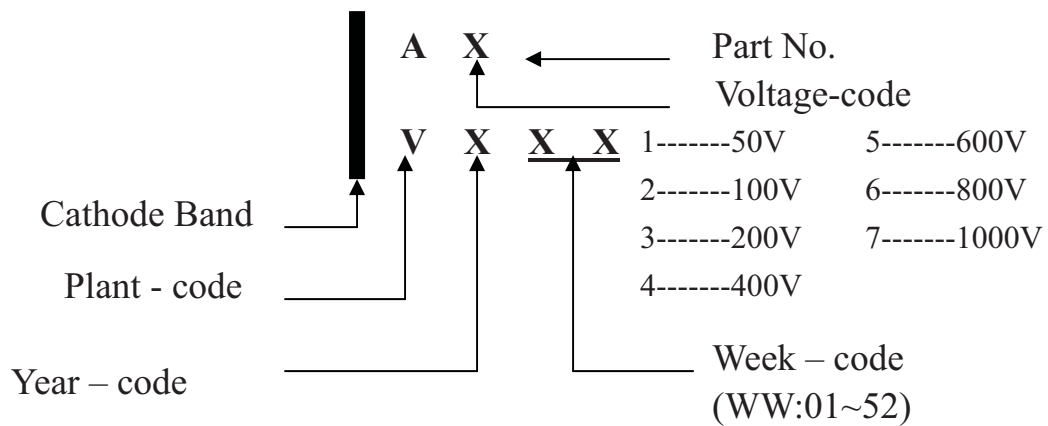 A X Part No.
Voltage-code
V X X X 1-------50V 5-------600V
2-------100V 6-------800V
Cathode Band 3-------200V 7-------1000V
Plant - code 4-------400V
Year – code Week – code
(WW:01~52)